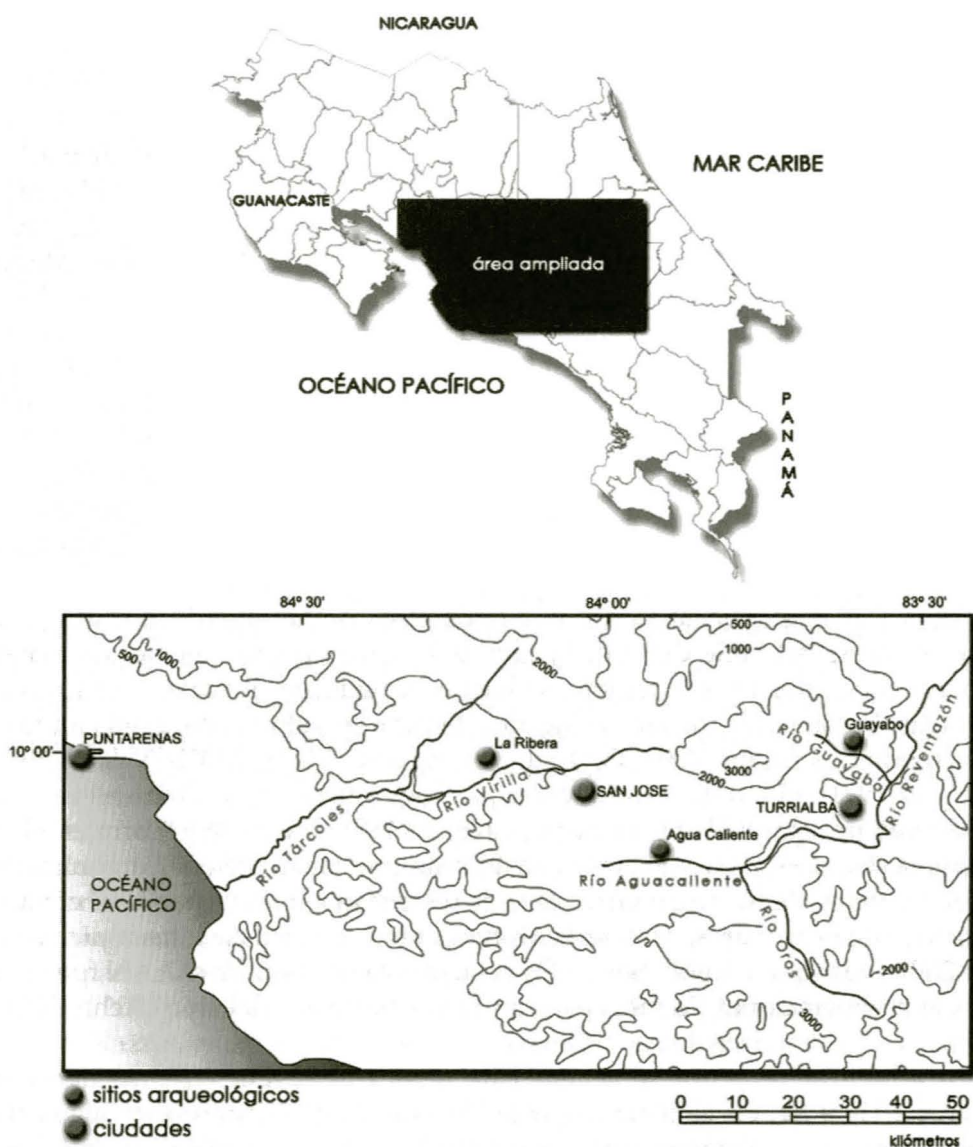 NICARAGUA
MAR CARIBE
GUANACASTE
área ampliada
OCÉANO PACÍFICO
PANAMÁ
84° 30'
84° 00'
83° 30'
500
1000
500
1000
2000
2000
3000
10° 00'
PUNTARENAS
La Ribera
Río Virilla
SAN JOSE
Guayabo
Río Guayabo
Río Reventazón
TURRIALBA
Río Tárcoles
Agua Caliente
Río Aguacaliente
Río Oros
OCÉANO
PACÍFICO
2000
3000
sitios arqueológicos
ciudades
0 10 20 30 40 50
kilómetros